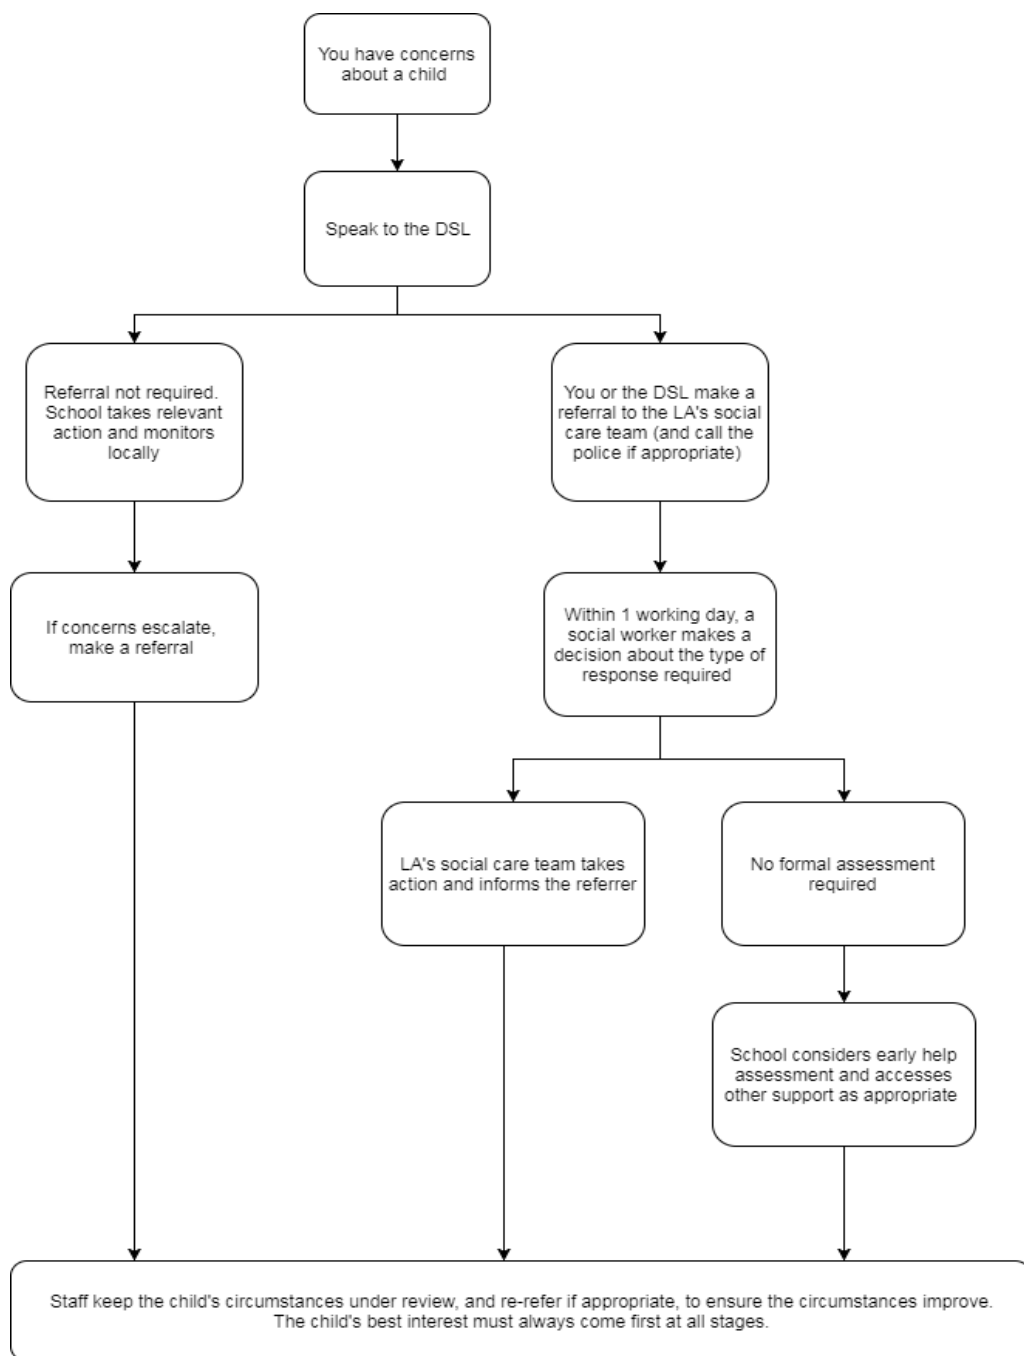 You have concerns
about a child
Speak to the DSL
Referral not required.
School takes relevant
action and monitors
locally
You or the DSL make a
referral to the LA's social
care team (and call the
police if appropriate)
If concerns escalate,
make a referral
Within 1 working day, a
social worker makes a
decision about the type of
response required
LA's social care team takes
action and informs the referrer
No formal assessment
required
School considers early help
assessment and accesses
other support as appropriate
Staff keep the child's circumstances under review, and re-refer if appropriate, to ensure the circumstances improve.
The child's best interest must always come first at all stages.